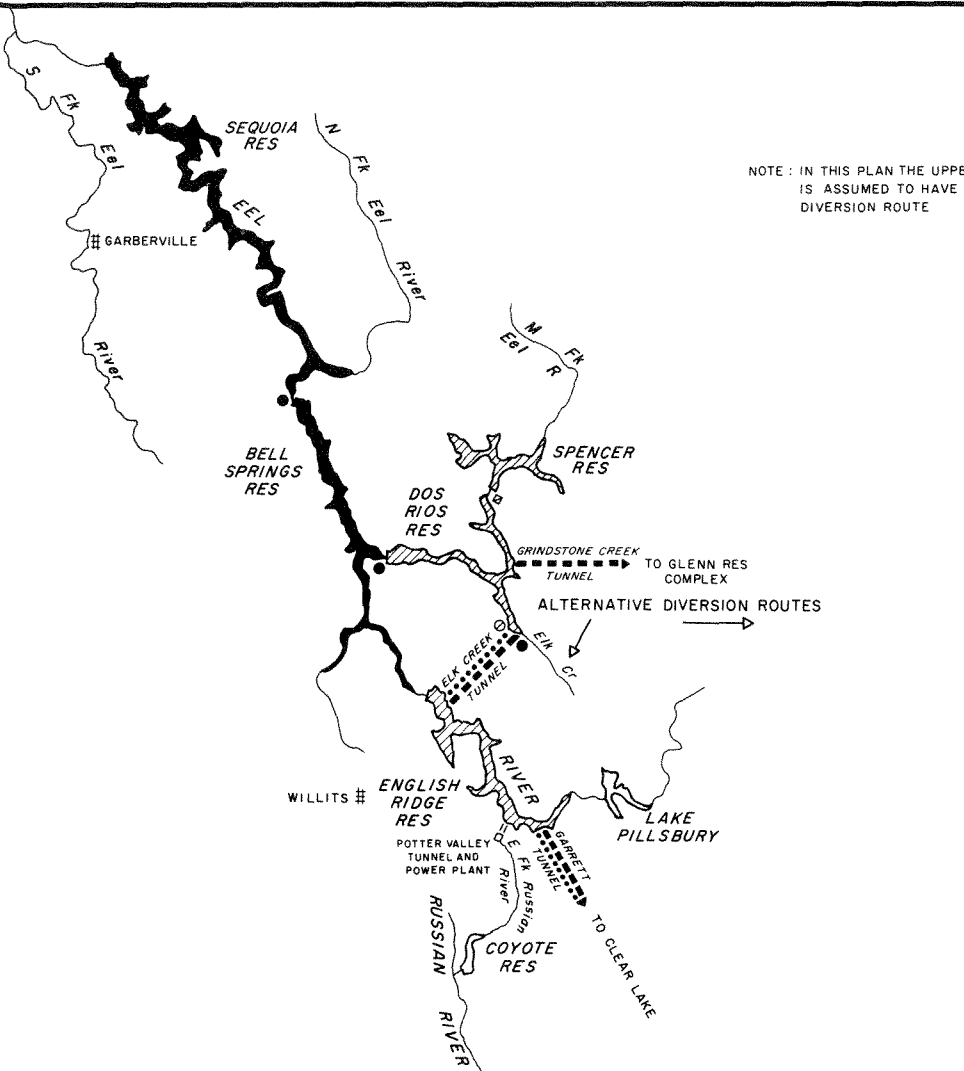 S Fk Eel River
SEQUOIA
RES
N Fk Eel River
EEL
NOTE : IN THIS PLAN THE UPPE
IS ASSUMED TO HAVE
DIVERSION ROUTE
# GARBERVILLE
M Fk
Eel R
BELL
SPRINGS
RES
SPENCER
RES
DOS
RIOS
RES
GRINDSTONE CREEK
TUNNEL
TO GLENN RES
COMPLEX
ALTERNATIVE DIVERSION ROUTES
ELK CREEK
TUNNEL
Elk Cr
RIVER
WILLITS #
ENGLISH
RIDGE
RES
LAKE
PILLSBURY
POTTER VALLEY
TUNNEL AND
POWER PLANT
E Fk Russian
River
GARRETT
TUNNEL
TO CLEAR LAKE
COYOTE
RES
RUSSIAN
RIVER